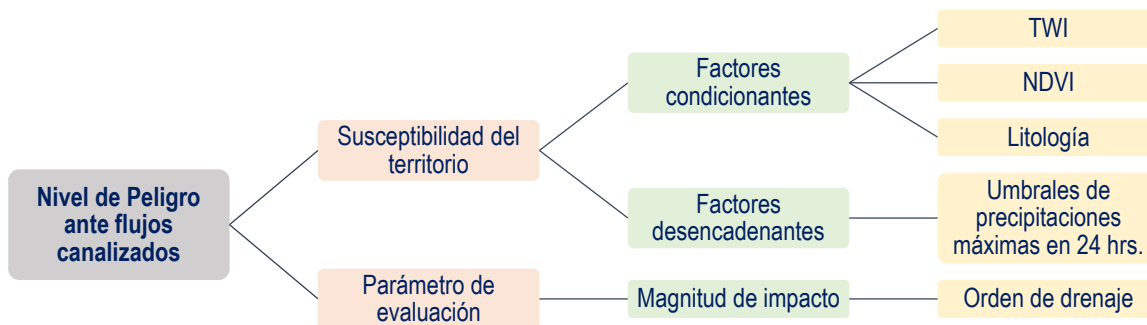 Nivel de Peligro
ante flujos
canalizados
Susceptibilidad del
territorio
Factores
condicionantes
TWI
NDVI
Litología
Factores
desencadenantes
Umbrales de
precipitaciones
máximas en 24 hrs.
Parámetro de
evaluación
Magnitud de impacto
Orden de drenaje